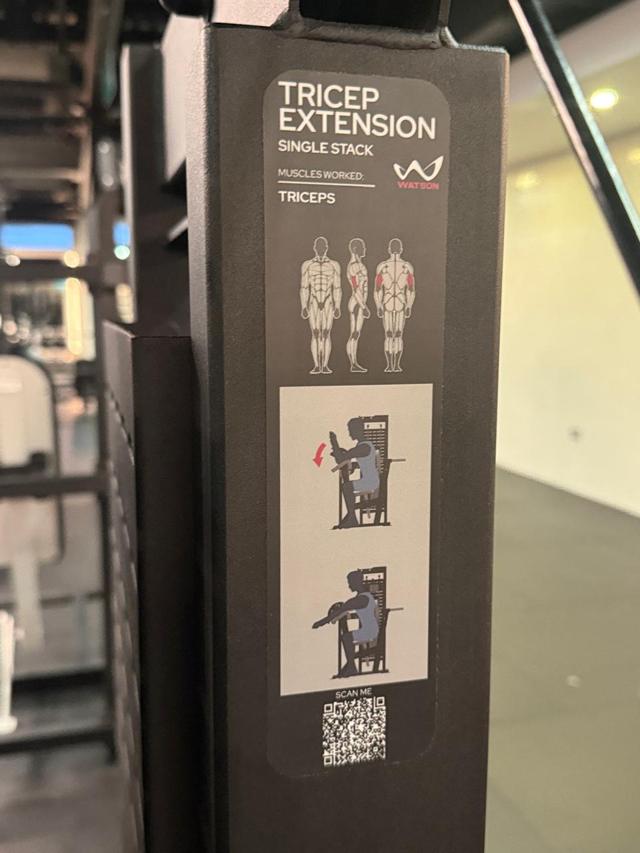 TRICEP
EXTENSION
SINGLE STACK
WATSON
MUSCLES WORKED:
TRICEPS
SCAN ME